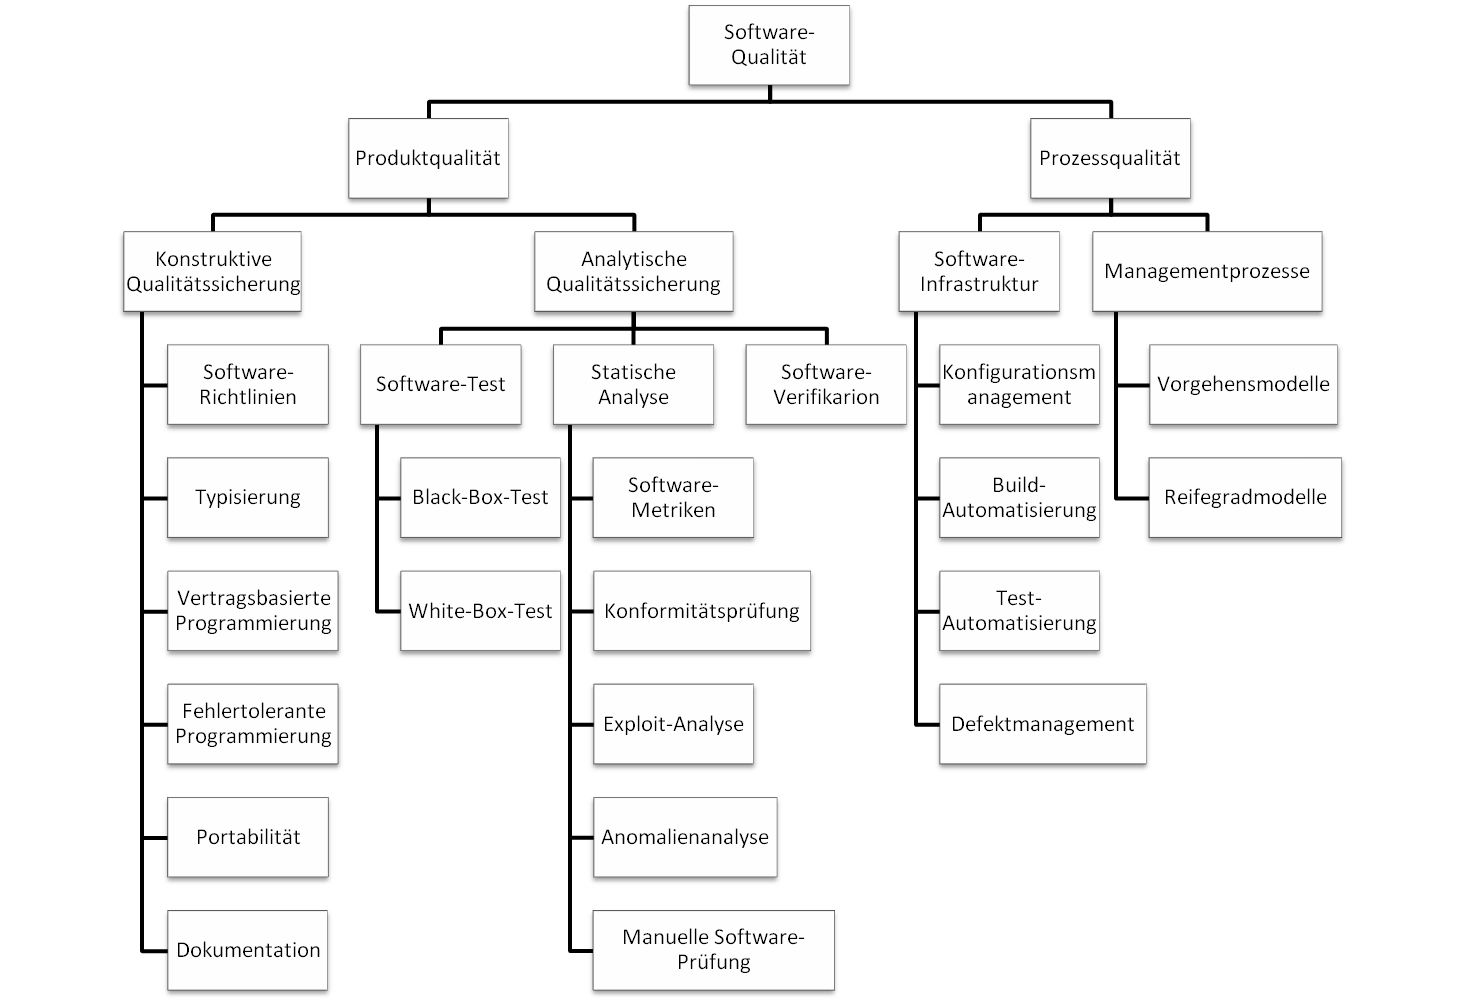 Software-
Qualität
Produktqualität
Prozessqualität
Konstruktive
Qualitätssicherung
Analytische
Qualitätssicherung
Software-
Infrastruktur
Managementprozesse
Software-
Richtlinien
Software-Test
Statische
Analyse
Software-
Verifikarion
Konfigurationsm
anagement
Vorgehensmodelle
Typisierung
Black-Box-Test
Software-
Metriken
Build-
Automatisierung
Reifegradmodelle
Vertragsbasierte
Programmierung
White-Box-Test
Konformitätsprüfung
Test-
Automatisierung
Fehlertolerante
Programmierung
Exploit-Analyse
Defektmanagement
Portabilität
Anomalienanalyse
Dokumentation
Manuelle Software-
Prüfung